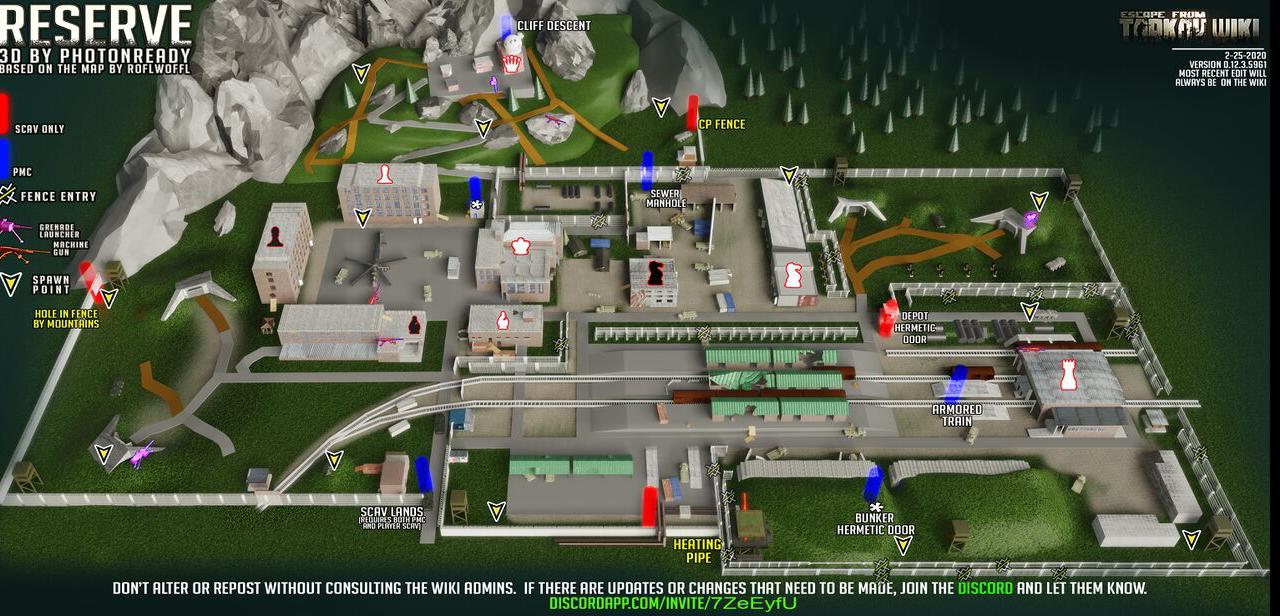 RESERVE
3D BY PHOTONREADY
BASED ON THE MAP BY ROFLWOFFL
ESCAPE FROM
TARKOV WIKI
2-25-2020
VERSION 0.12.3.5961
MOST RECENT EDIT WILL
ALWAYS BE ON THE WIKI
SCAV ONLY
PMC
FENCE ENTRY
GRENADE
LAUNCHER
MACHINE
GUN
SPAWN
POINT
CLIFF DESCENT
CP FENCE
SEWER
MANHOLE
*
HOLE IN FENCE
BY MOUNTAINS
DEPOT
HERMETIC
DOOR
ARMORED
TRAIN
SCAV LANDS
(REQUIRES BOTH PMC
AND PLAYER SCAV)
*
BUNKER
HERMETIC DOOR
HEATING
PIPE
DON'T ALTER OR REPOST WITHOUT CONSULTING THE WIKI ADMINS. IF THERE ARE UPDATES OR CHANGES THAT NEED TO BE MADE, JOIN THE DISCORD AND LET THEM KNOW.
DISCORDAPP.COM/INVITE/7ZeEyfU